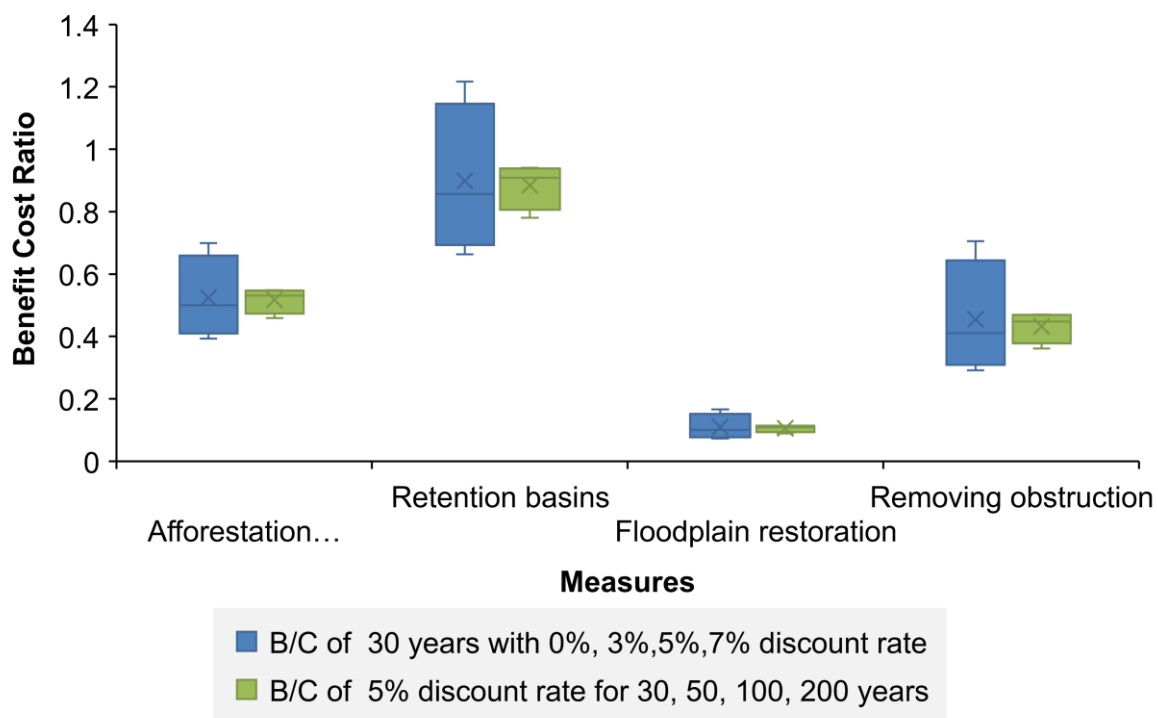 1.4
1.2
1
0.8
0.6
0.4
0.2
0
Benefit Cost Ratio
Retention basins
Removing obstruction
Afforestation…
Floodplain restoration
Measures
B/C of 30 years with 0%, 3%,5%,7% discount rate
B/C of 5% discount rate for 30, 50, 100, 200 years